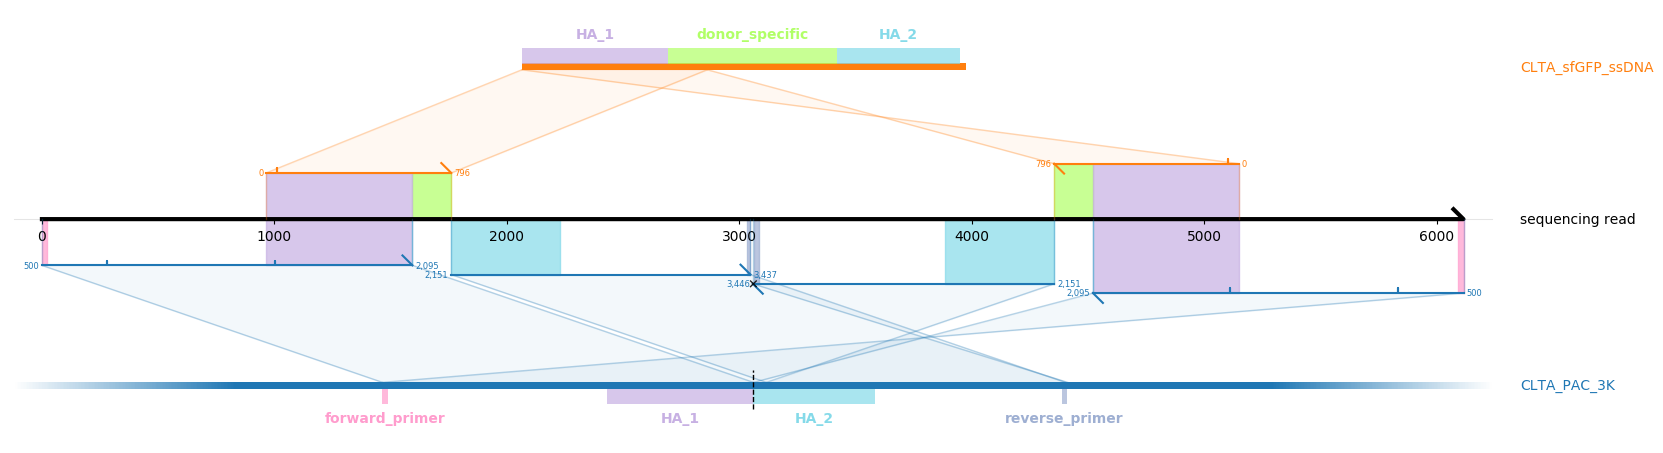 HA_1 donor_specific HA_2
CLTA_sfGFP_ssDNA
796 0
0 796
sequencing read
0 1000 2000 3000 4000 5000 6000
500 2,095
2,151 3,437
3,446 2,151
2,095 500
CLTA_PAC_3K
forward_primer HA_1 HA_2 reverse_primer